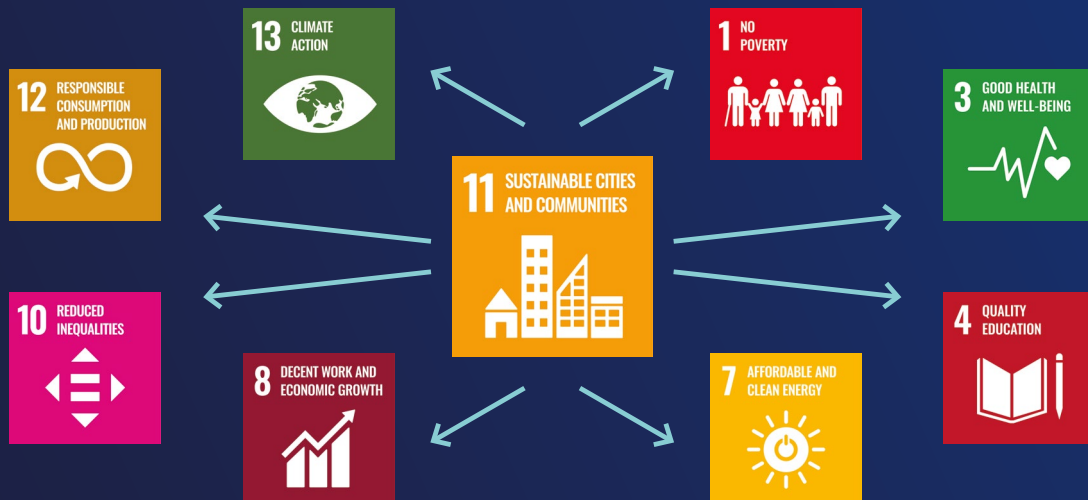 13 CLIMATE
ACTION
1 NO
POVERTY
12 RESPONSIBLE
CONSUMPTION
AND PRODUCTION
3 GOOD HEALTH
AND WELL-BEING
11 SUSTAINABLE CITIES
AND COMMUNITIES
10 REDUCED
INEQUALITIES
4 QUALITY
EDUCATION
8 DECENT WORK AND
ECONOMIC GROWTH
7 AFFORDABLE AND
CLEAN ENERGY